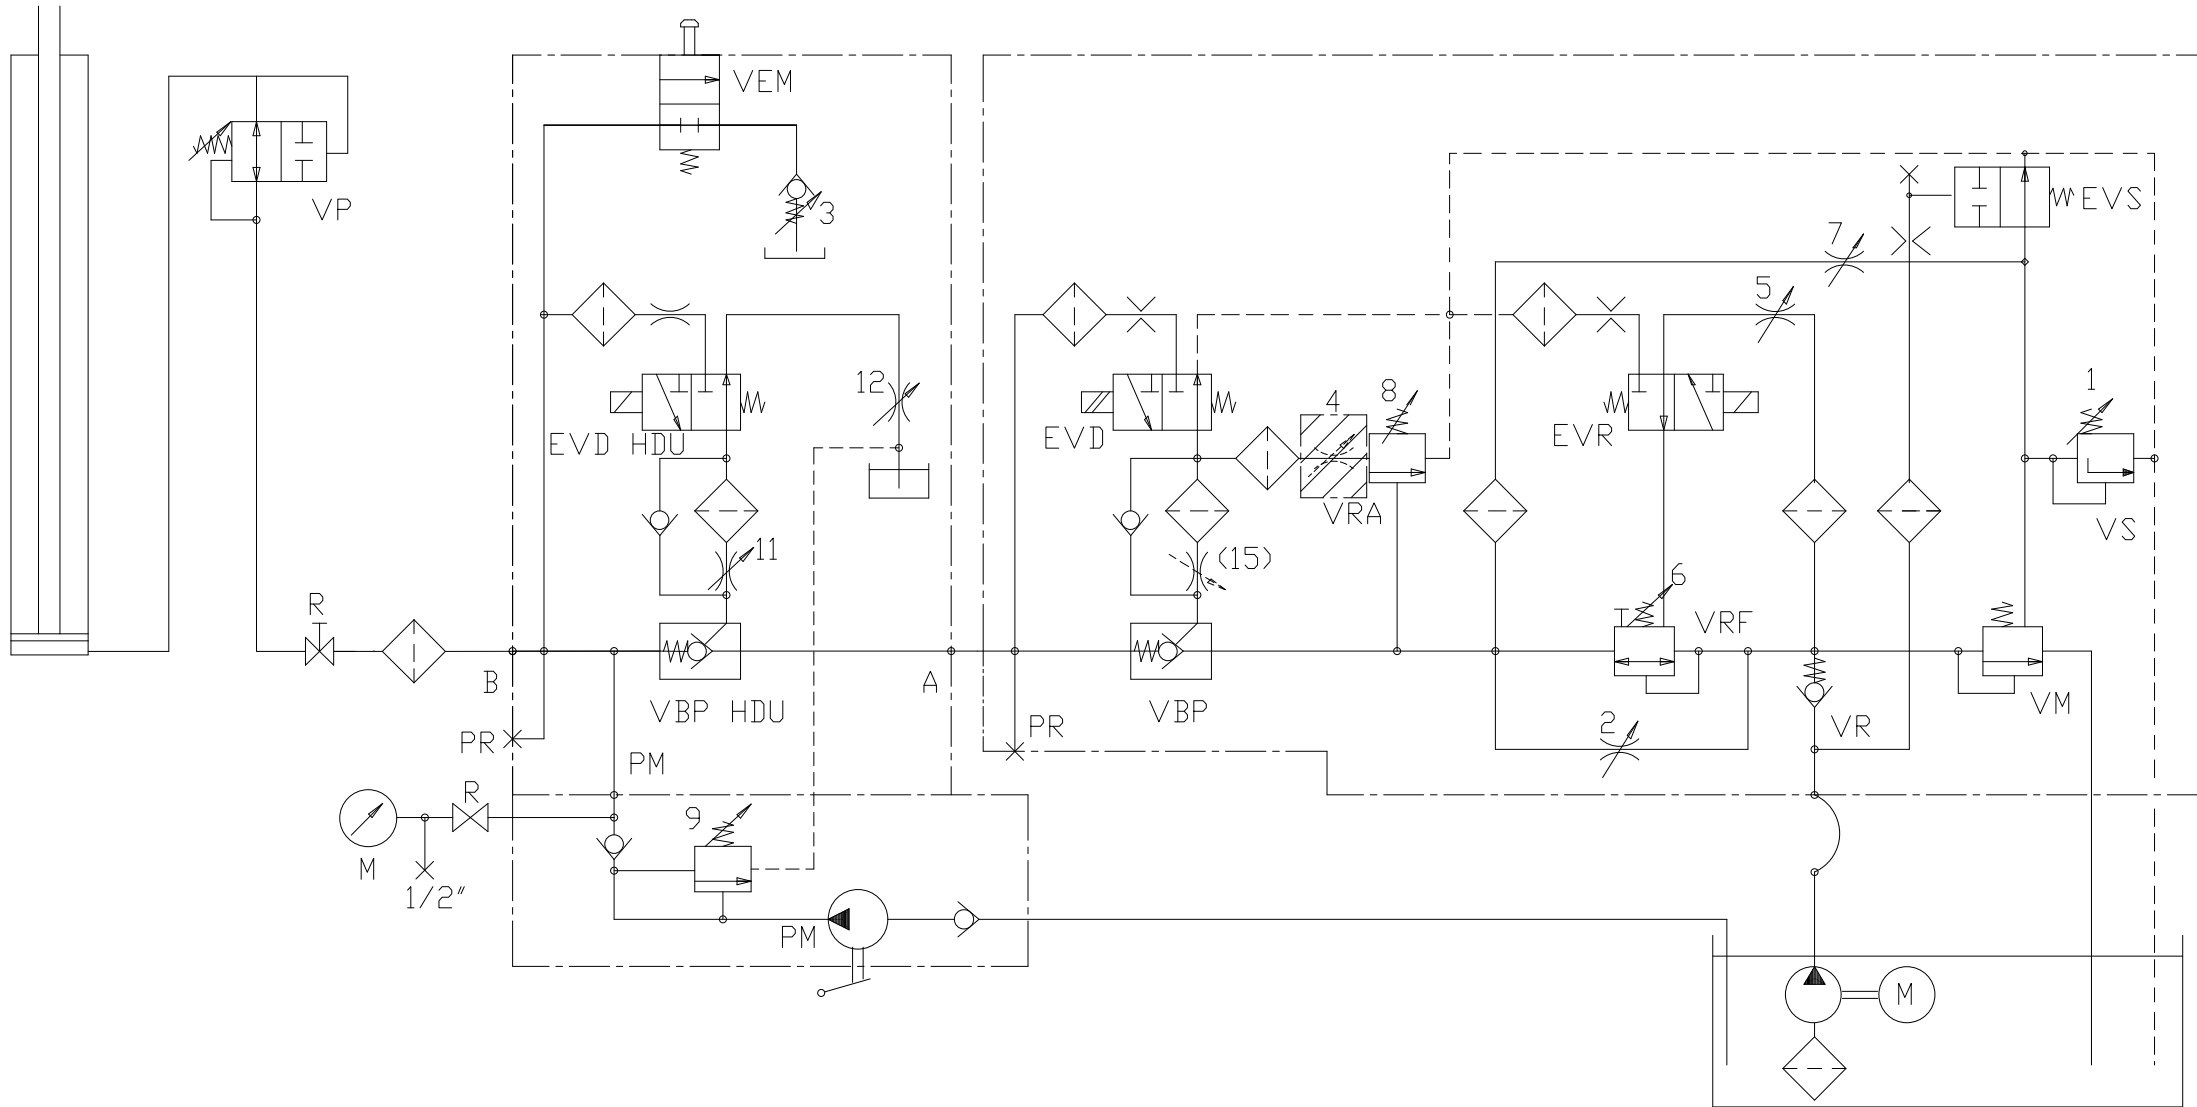 VEM
VP
3
EVS
7
5
EVD HDU
12
EVD
4
8
EVR
1
VRA
VS
11
(15)
6
VRF
R
B
A
VBP HDU
VBP
PR
PR
2
VR
VM
PM
R
9
M
1/2"
PM
M